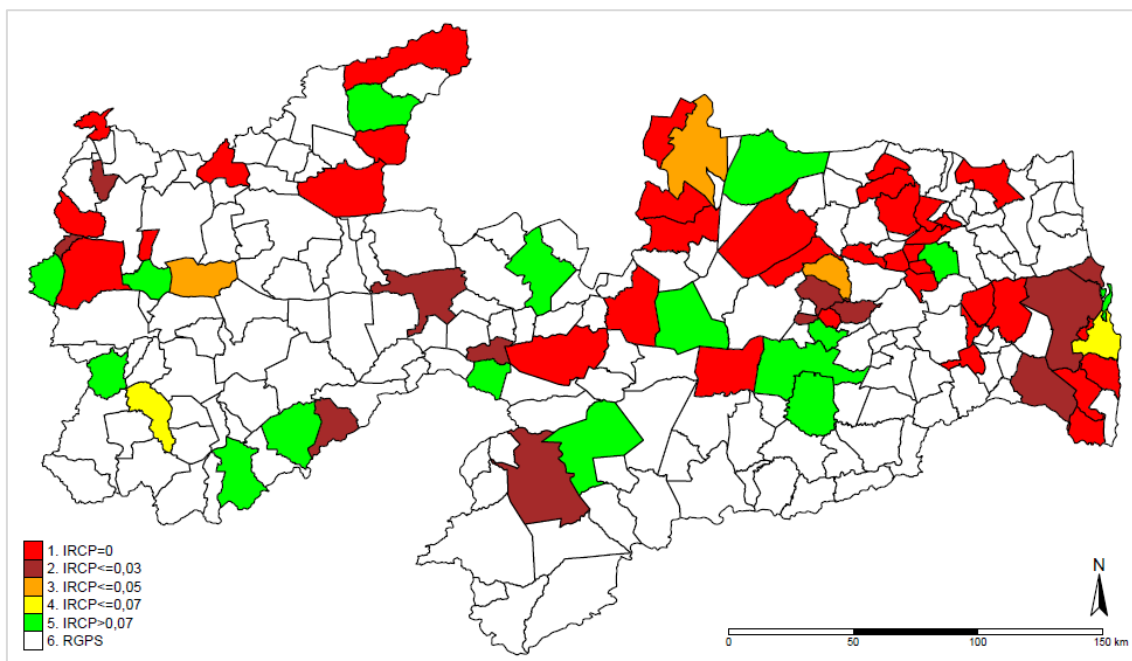 1. IRCP=0
2. IRCP<=0,03
3. IRCP<=0,05
4. IRCP<=0,07
5. IRCP>0,07
6. RGPS
N
0 50 100 150 km